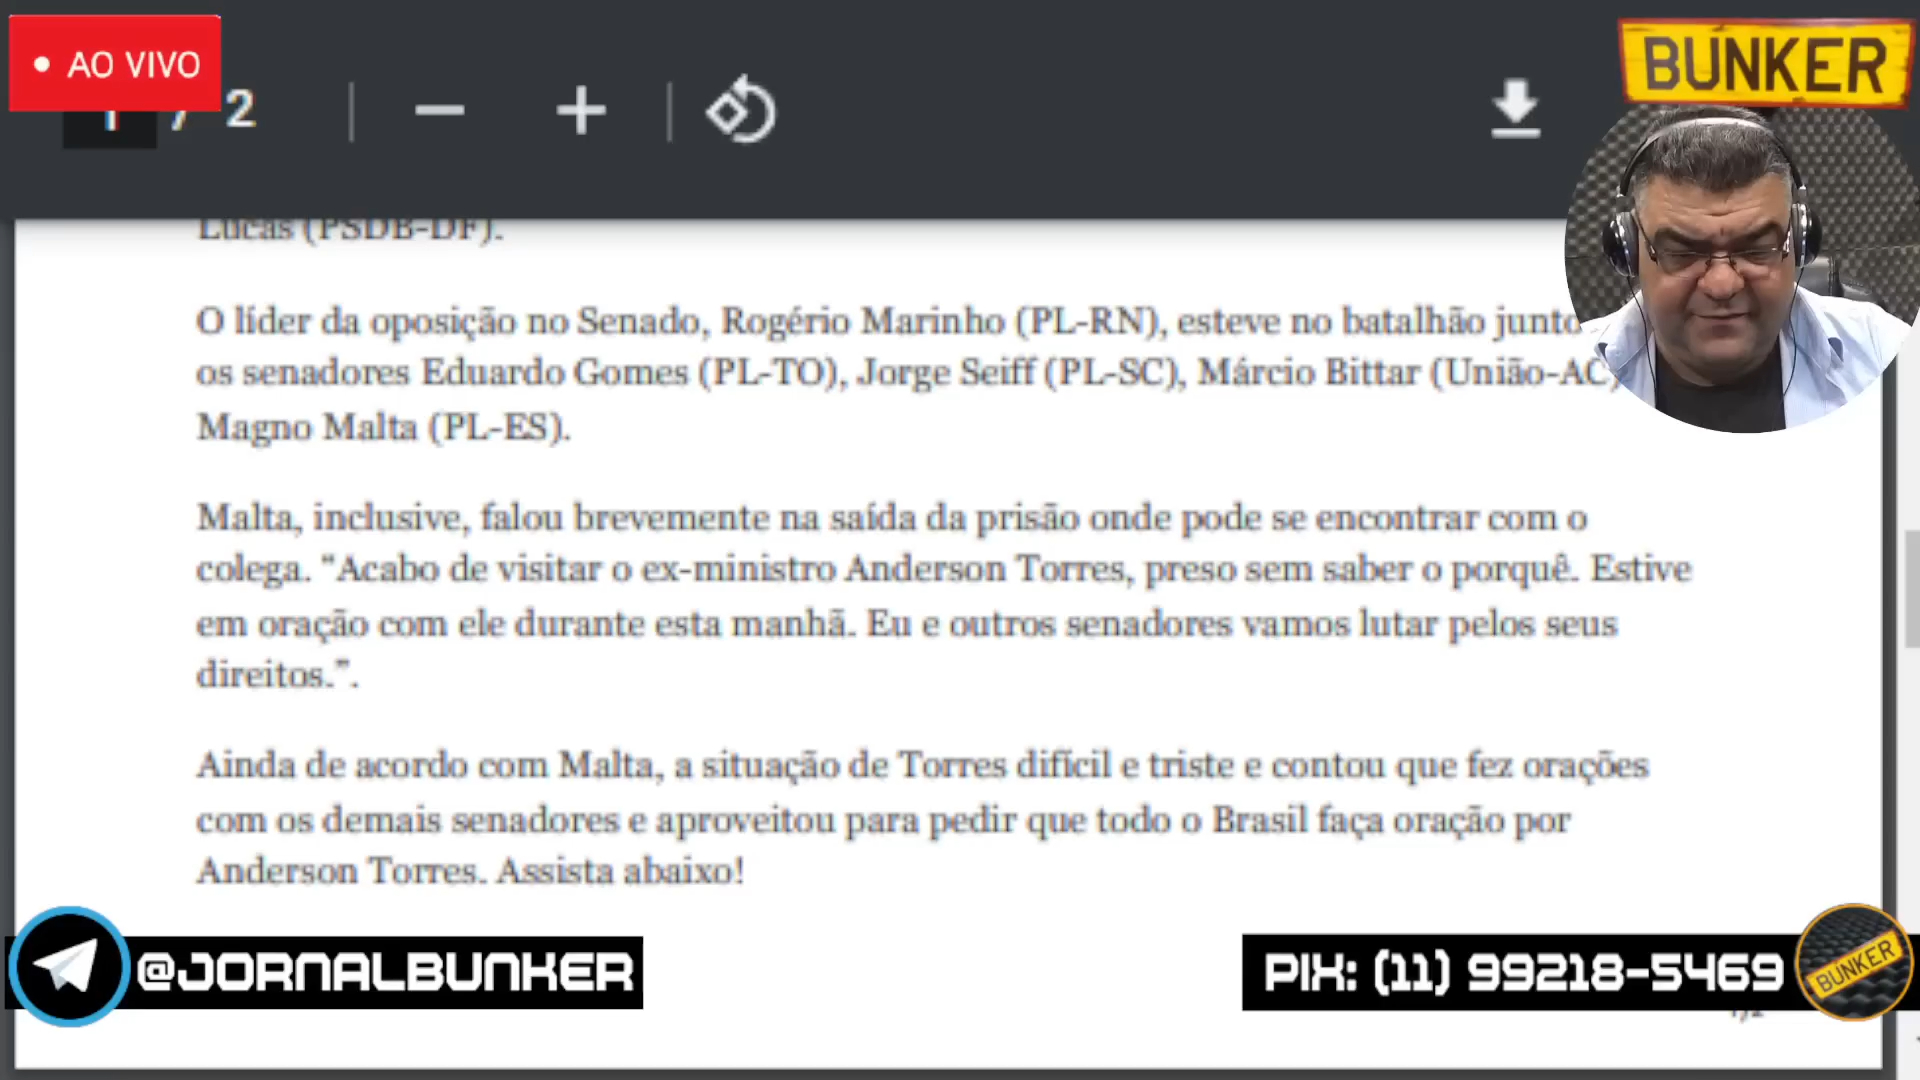 AO VIVO
BUNKER
/ 2
Lucas (PSDB-DF).
O líder da oposição no Senado, Rogério Marinho (PL-RN), esteve no batalhão junto
os senadores Eduardo Gomes (PL-TO), Jorge Seiff (PL-SC), Márcio Bittar (União-AC)
Magno Malta (PL-ES).
Malta, inclusive, falou brevemente na saída da prisão onde pode se encontrar com o
colega. “Acabo de visitar o ex-ministro Anderson Torres, preso sem saber o porquê. Estive
em oração com ele durante esta manhã. Eu e outros senadores vamos lutar pelos seus
direitos.”.
Ainda de acordo com Malta, a situação de Torres difícil e triste e contou que fez orações
com os demais senadores e aproveitou para pedir que todo o Brasil faça oração por
Anderson Torres. Assista abaixo!
@JORNALBUNKER
PIX: (11) 99218-5469
BUNKER